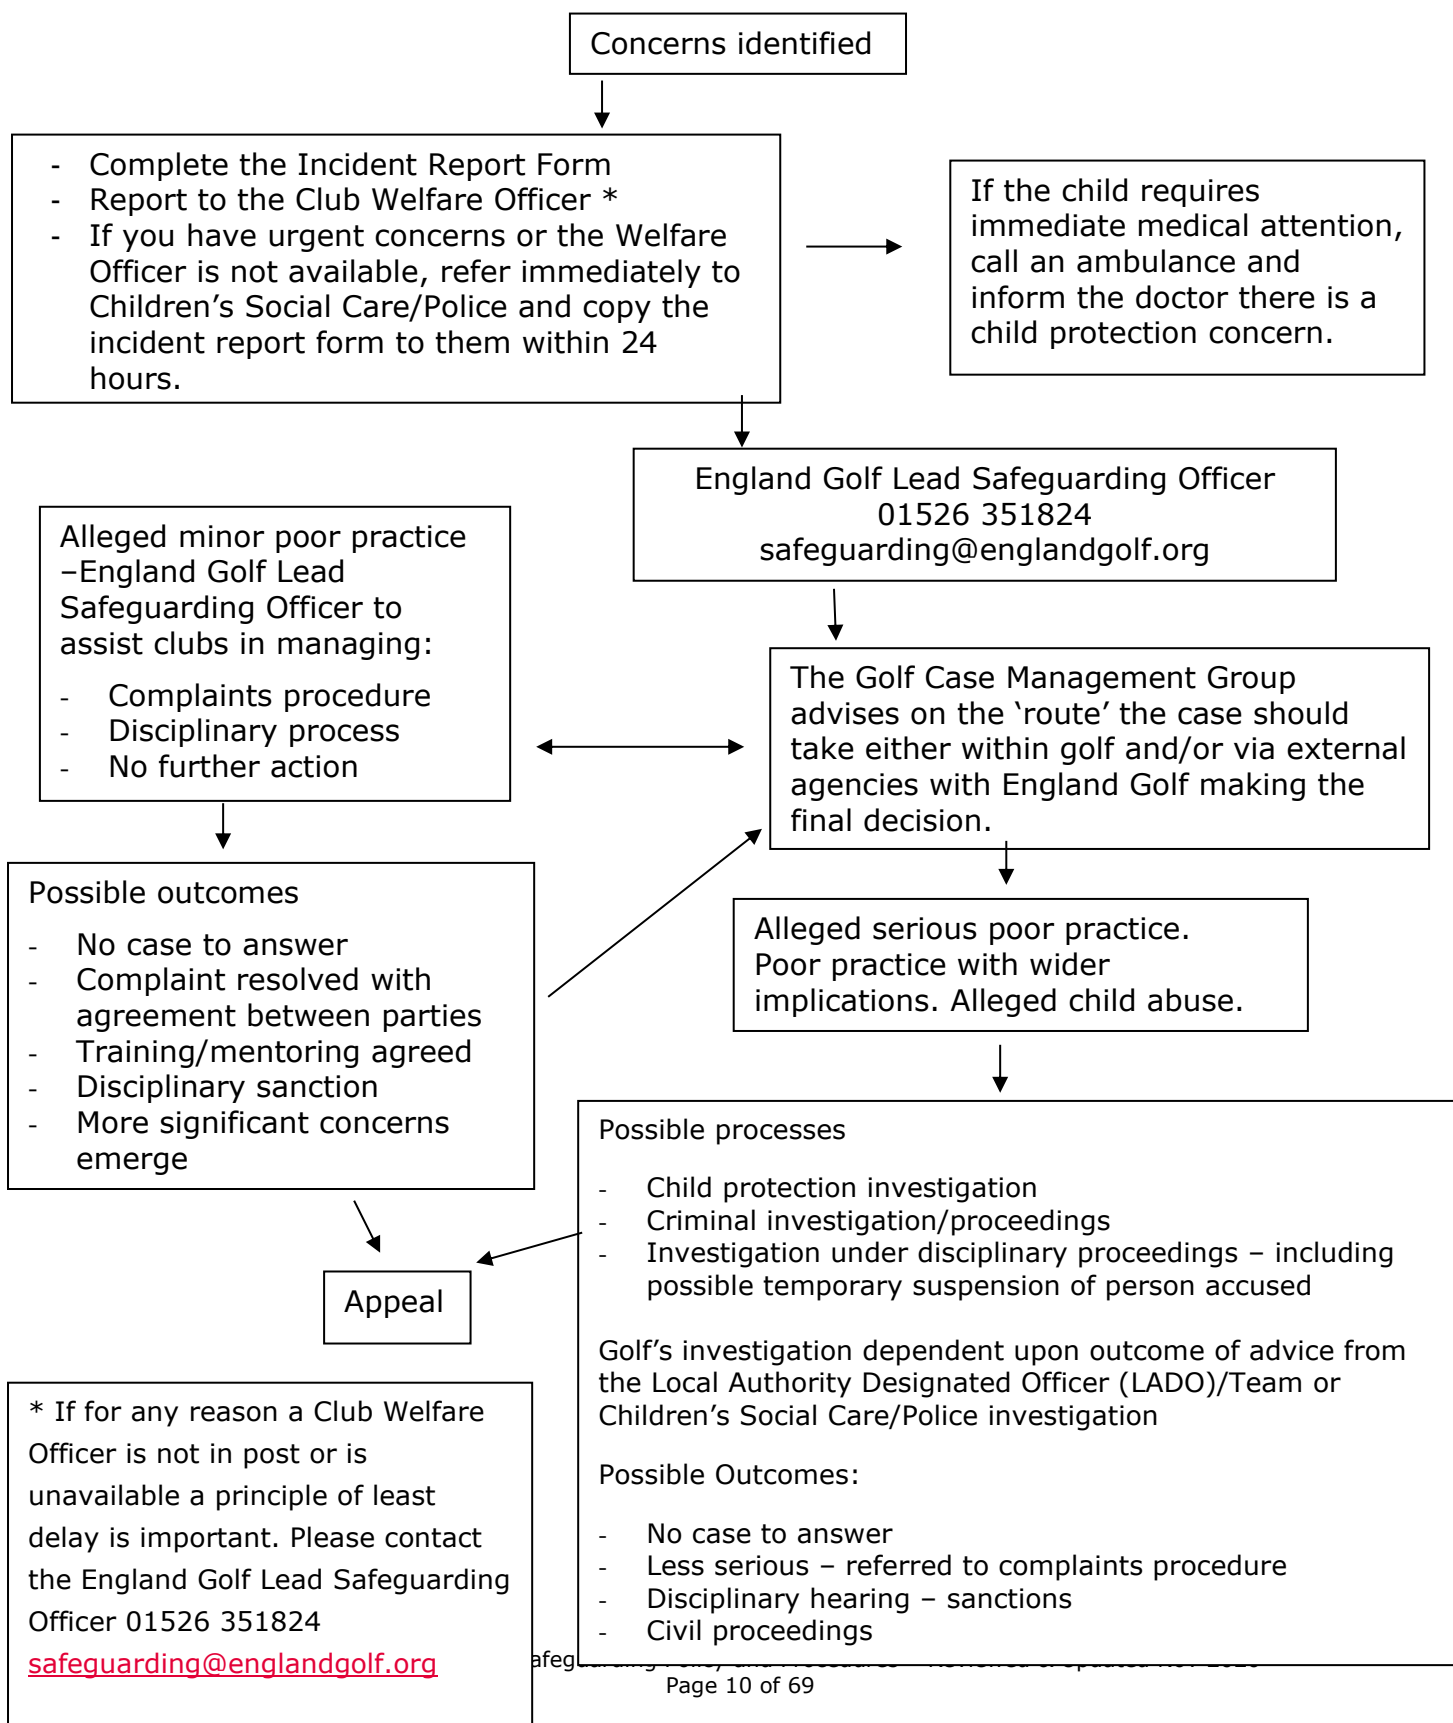 Concerns identified
- Complete the Incident Report Form
- Report to the Club Welfare Officer *
- If you have urgent concerns or the Welfare
Officer is not available, refer immediately to
Children’s Social Care/Police and copy the
incident report form to them within 24
hours.
If the child requires
immediate medical attention,
call an ambulance and
inform the doctor there is a
child protection concern.
England Golf Lead Safeguarding Officer
01526 351824
safeguarding@englandgolf.org
Alleged minor poor practice
–England Golf Lead
Safeguarding Officer to
assist clubs in managing:
- Complaints procedure
- Disciplinary process
- No further action
The Golf Case Management Group
advises on the ‘route’ the case should
take either within golf and/or via external
agencies with England Golf making the
final decision.
Possible outcomes
- No case to answer
- Complaint resolved with
agreement between parties
- Training/mentoring agreed
- Disciplinary sanction
- More significant concerns
emerge
Alleged serious poor practice.
Poor practice with wider
implications. Alleged child abuse.
Possible processes
- Child protection investigation
- Criminal investigation/proceedings
- Investigation under disciplinary proceedings – including
possible temporary suspension of person accused
Golf’s investigation dependent upon outcome of advice from
the Local Authority Designated Officer (LADO)/Team or
Children’s Social Care/Police investigation
Possible Outcomes:
- No case to answer
- Less serious – referred to complaints procedure
- Disciplinary hearing – sanctions
- Civil proceedings
Appeal
* If for any reason a Club Welfare
Officer is not in post or is
unavailable a principle of least
delay is important. Please contact
the England Golf Lead Safeguarding
Officer 01526 351824
safeguarding@englandgolf.org
Page 10 of 69